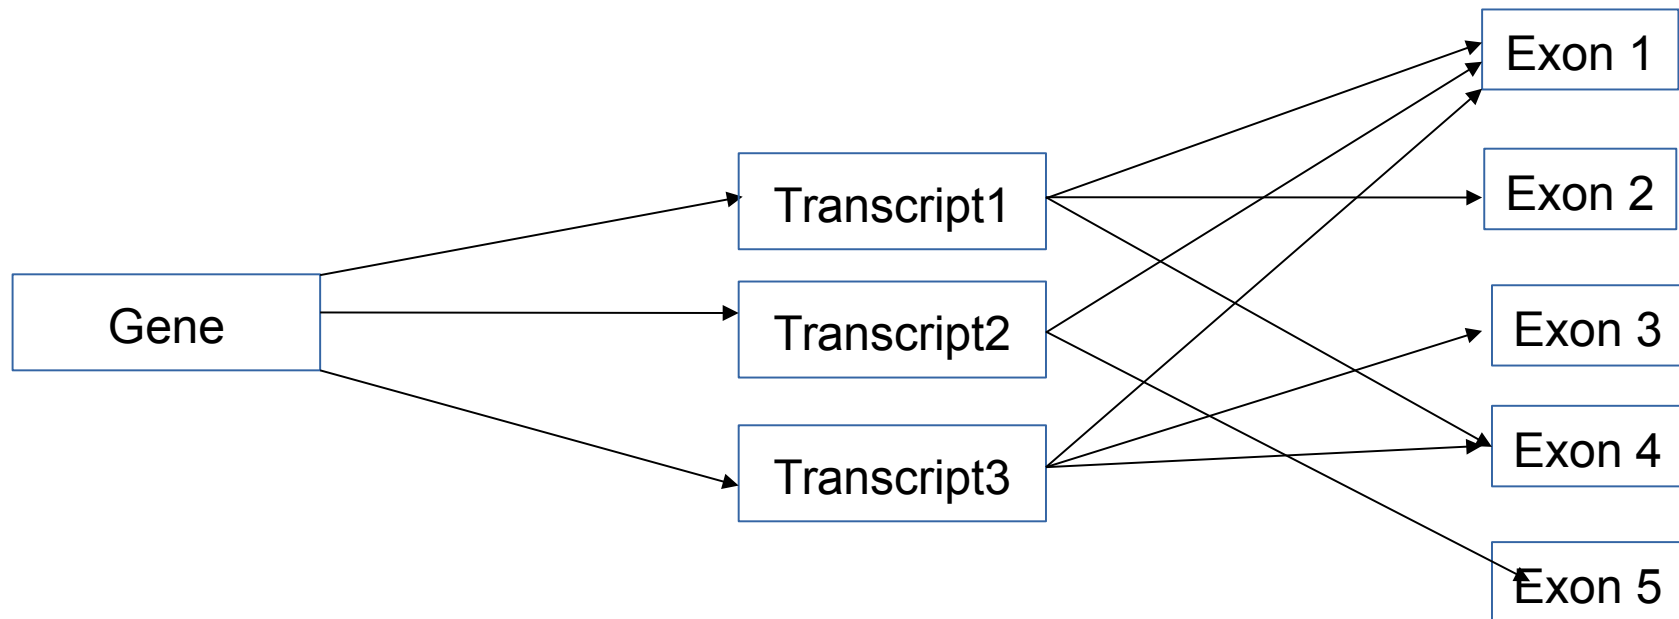 Gene
Transcript1
Transcript2
Transcript3
Exon 1
Exon 2
Exon 3
Exon 4
Exon 5